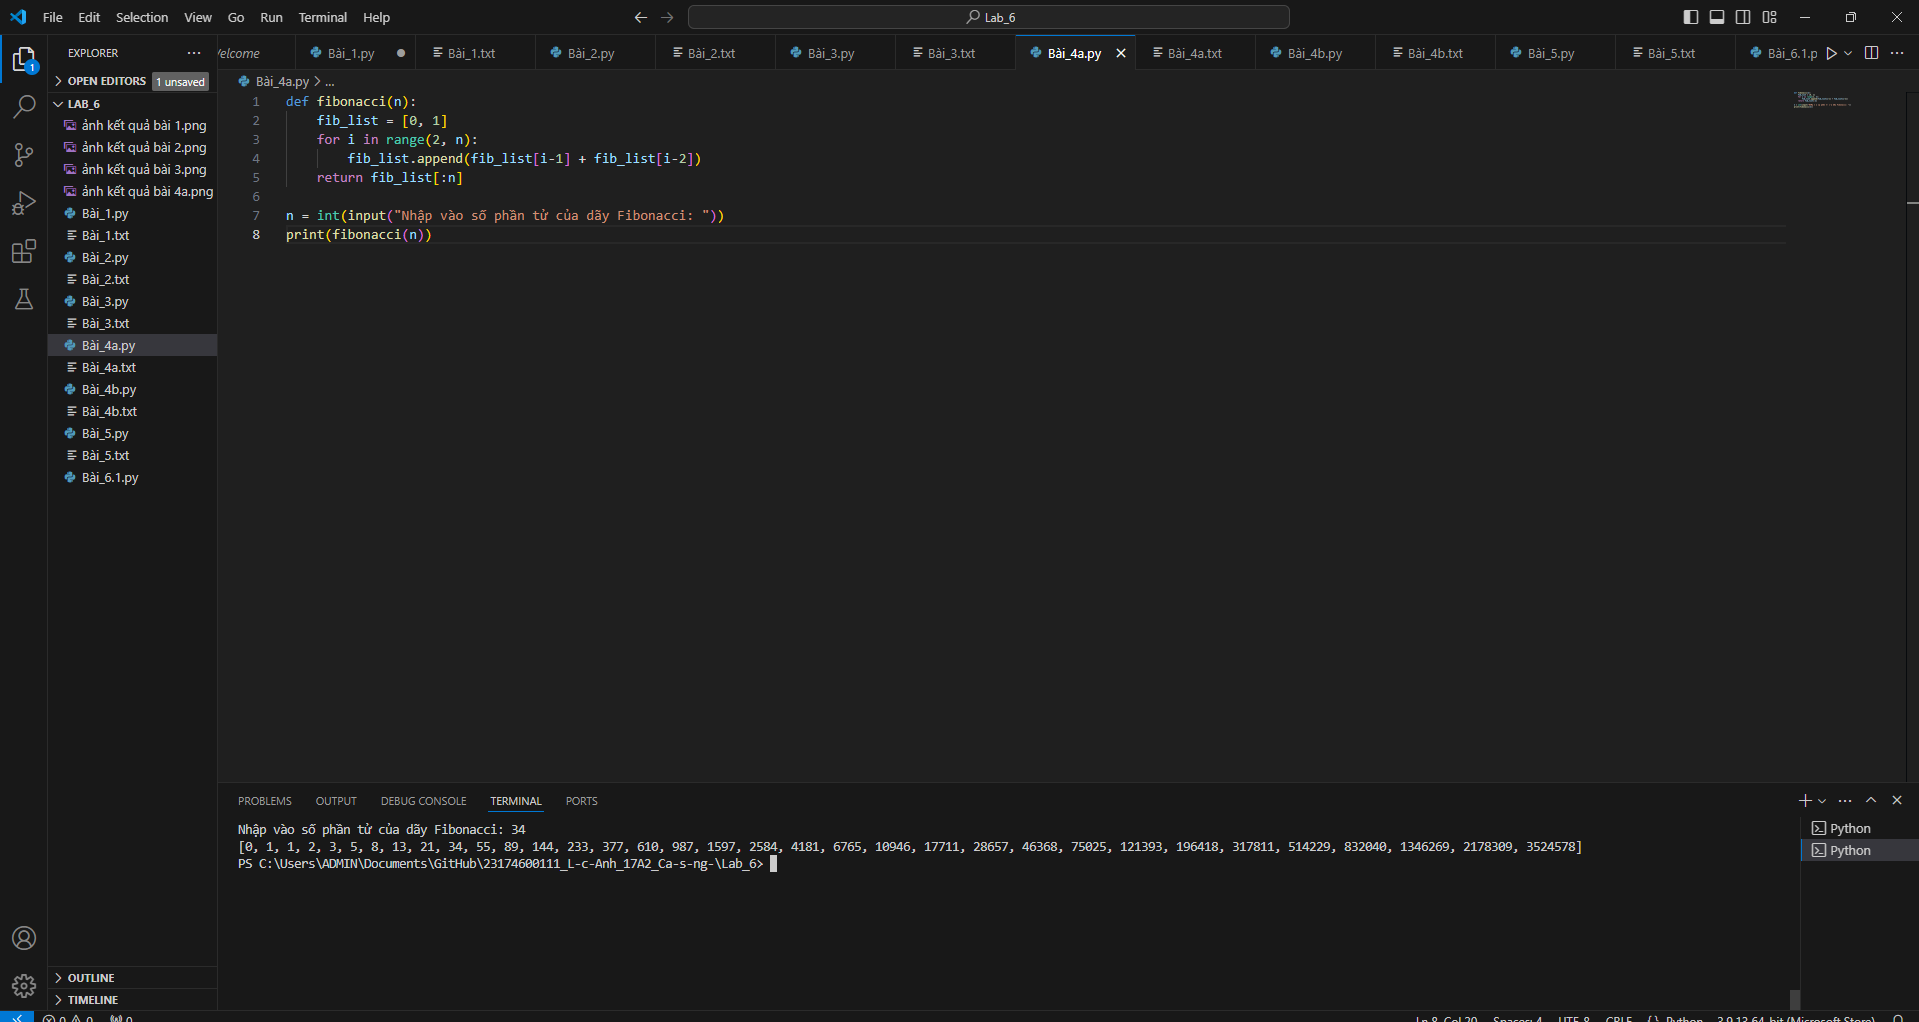 File Edit Selection View Go Run Terminal Help
Lab_6
EXPLORER
OPEN EDITORS 1 unsaved
LAB_6
ảnh kết quả bài 1.png
ảnh kết quả bài 2.png
ảnh kết quả bài 3.png
ảnh kết quả bài 4a.png
Bài_1.py
Bài_1.txt
Bài_2.py
Bài_2.txt
Bài_3.py
Bài_3.txt
Bài_4a.py
Bài_4a.txt
Bài_4b.py
Bài_4b.txt
Bài_5.py
Bài_5.txt
Bài_6.1.py
OUTLINE
TIMELINE
Bài_1.py Bài_1.txt Bài_2.py Bài_2.txt Bài_3.py Bài_3.txt Bài_4a.py Bài_4a.txt Bài_4b.py Bài_4b.txt Bài_5.py Bài_5.txt Bài_6.1.p
Bài_4a.py > ...
1 def fibonacci(n):
2 fib_list = [0, 1]
3 for i in range(2, n):
4 fib_list.append(fib_list[i-1] + fib_list[i-2])
5 return fib_list[:n]
6
7 n = int(input("Nhập vào số phần tử của dãy Fibonacci: "))
8 print(fibonacci(n))
PROBLEMS OUTPUT DEBUG CONSOLE TERMINAL PORTS
Nhập vào số phần tử của dãy Fibonacci: 34
[0, 1, 1, 2, 3, 5, 8, 13, 21, 34, 55, 89, 144, 233, 377, 610, 987, 1597, 2584, 4181, 6765, 10946, 17711, 28657, 46368, 75025, 121393, 196418, 317811, 514229, 832040, 1346269, 2178309, 3524578]
PS C:\Users\ADMIN\Documents\GitHub\23174600111_L-c-Anh_17A2_Ca-s-ng-\Lab_6>
Python
Python
0 0 0
Ln 8, Col 20 Spaces: 4 UTF-8 CRLF { } Python 3.9.13 64-bit (Microsoft Store)